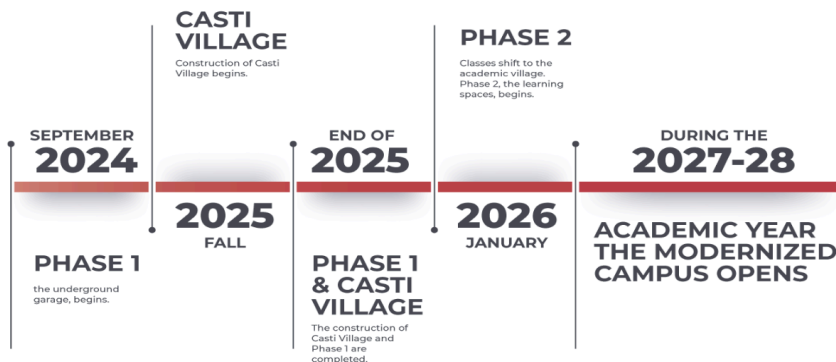 SEPTEMBER
2024
PHASE 1
the underground
garage, begins.
CASTI
VILLAGE
Construction of Casti
Village begins.
2025
FALL
END OF
2025
PHASE 1
& CASTI
VILLAGE
The construction of
Casti Village and
Phase 1 are
completed.
PHASE 2
Classes shift to the
academic village.
Phase 2, the learning
spaces, begins.
2026
JANUARY
DURING THE
2027-28
ACADEMIC YEAR
THE MODERNIZED
CAMPUS OPENS